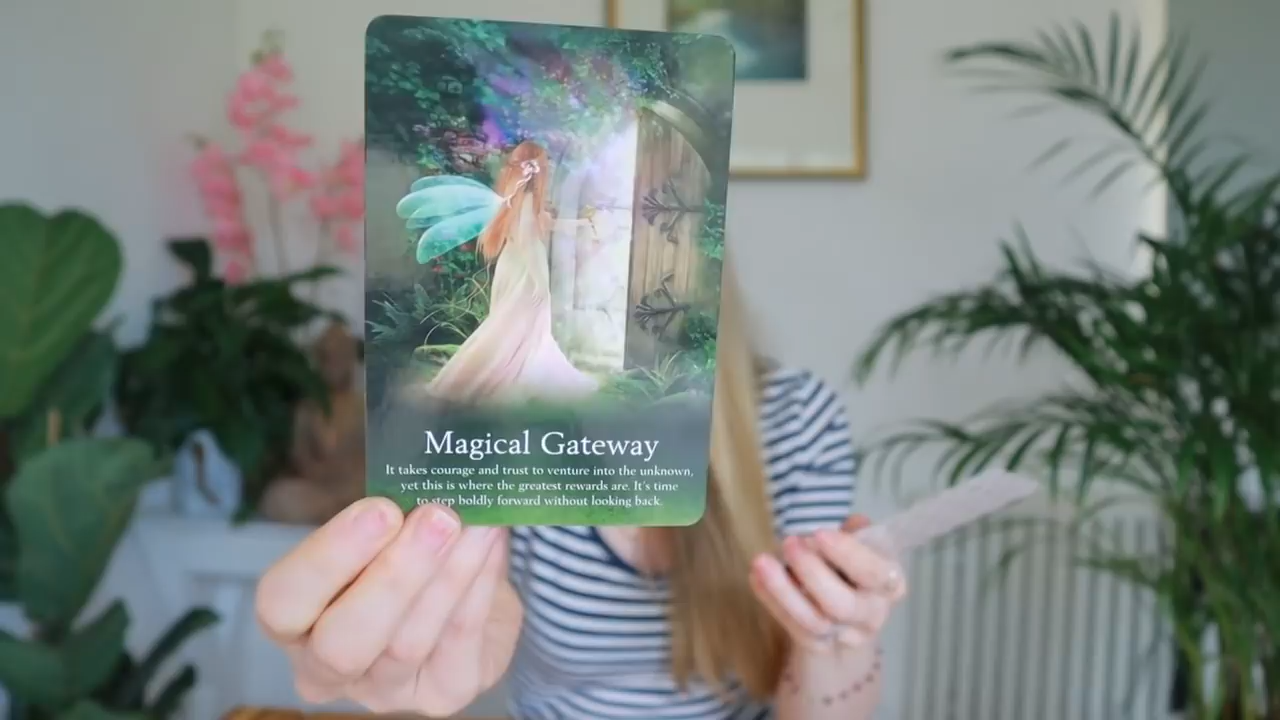 Magical Gateway
It takes courage and trust to venture into the unknown,
yet this is where the greatest rewards are. It's time
to step boldly forward without looking back.